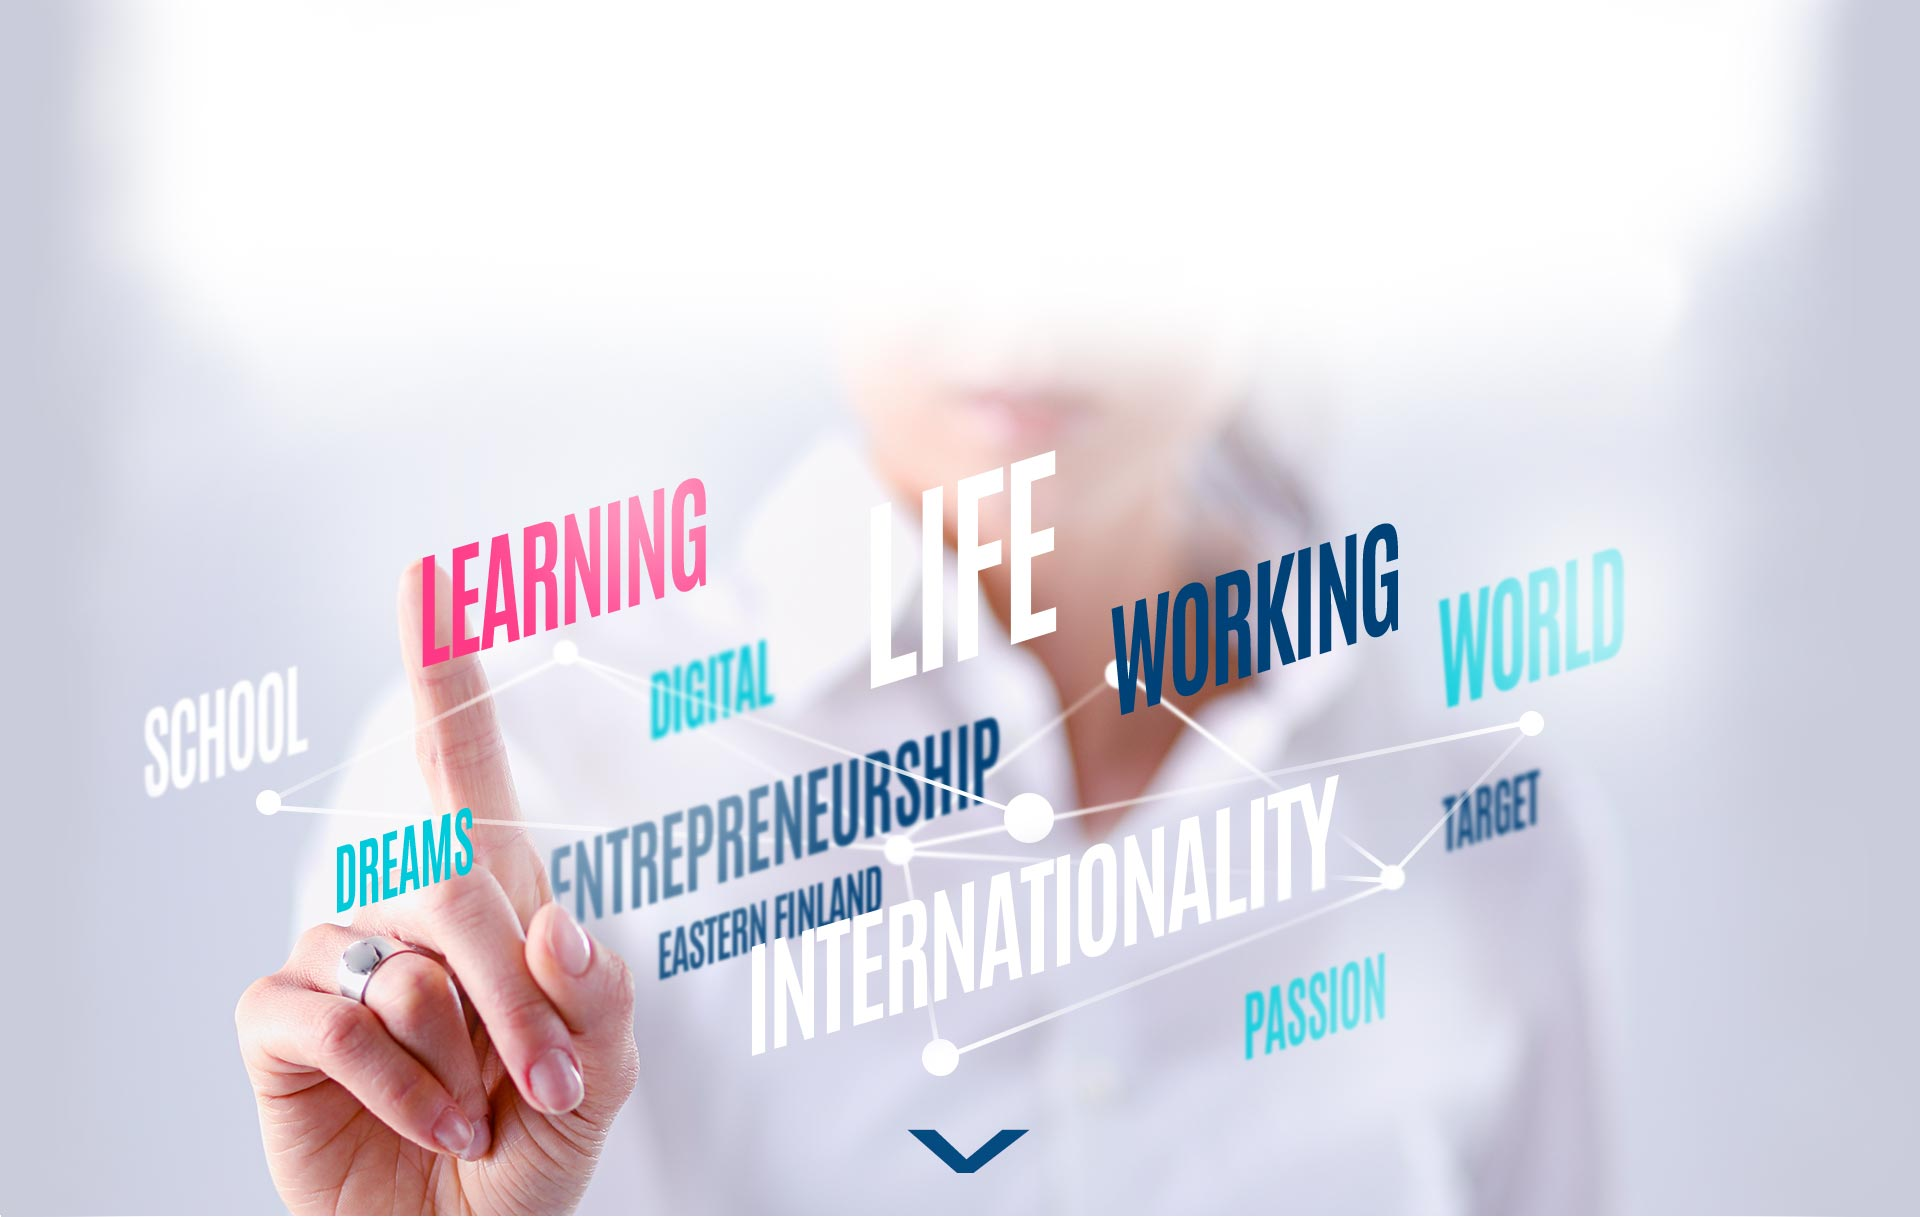 LEARNING
LIFE
WORKING
WORLD
SCHOOL
DIGITAL
ENTREPRENEURSHIP
TARGET
DREAMS
EASTERN FINLAND
INTERNATIONALITY
PASSION